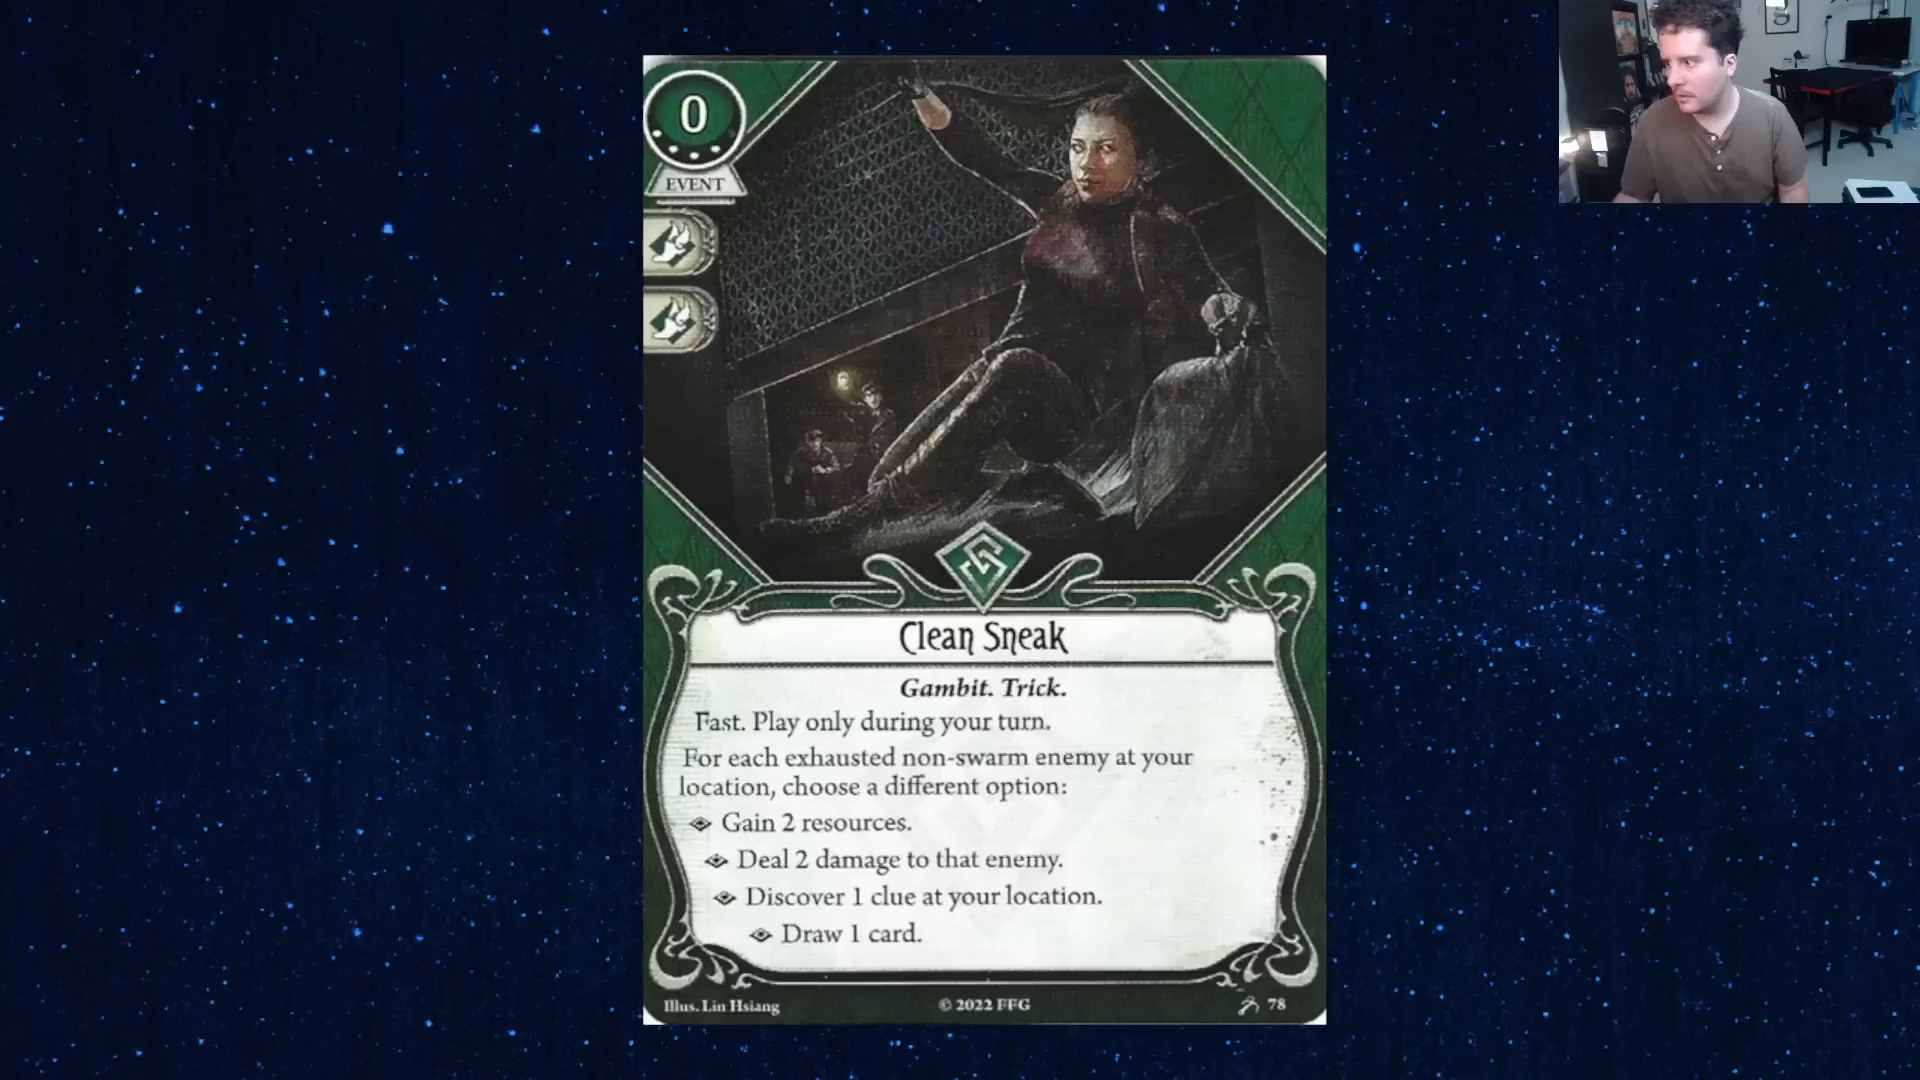 0
EVENT
Clean Sneak
Gambit. Trick.
Fast. Play only during your turn.
For each exhausted non-swarm enemy at your
location, choose a different option:
Gain 2 resources.
Deal 2 damage to that enemy.
Discover 1 clue at your location.
Draw 1 card.
Illus. Lin Hsiang
© 2022 FFG
78